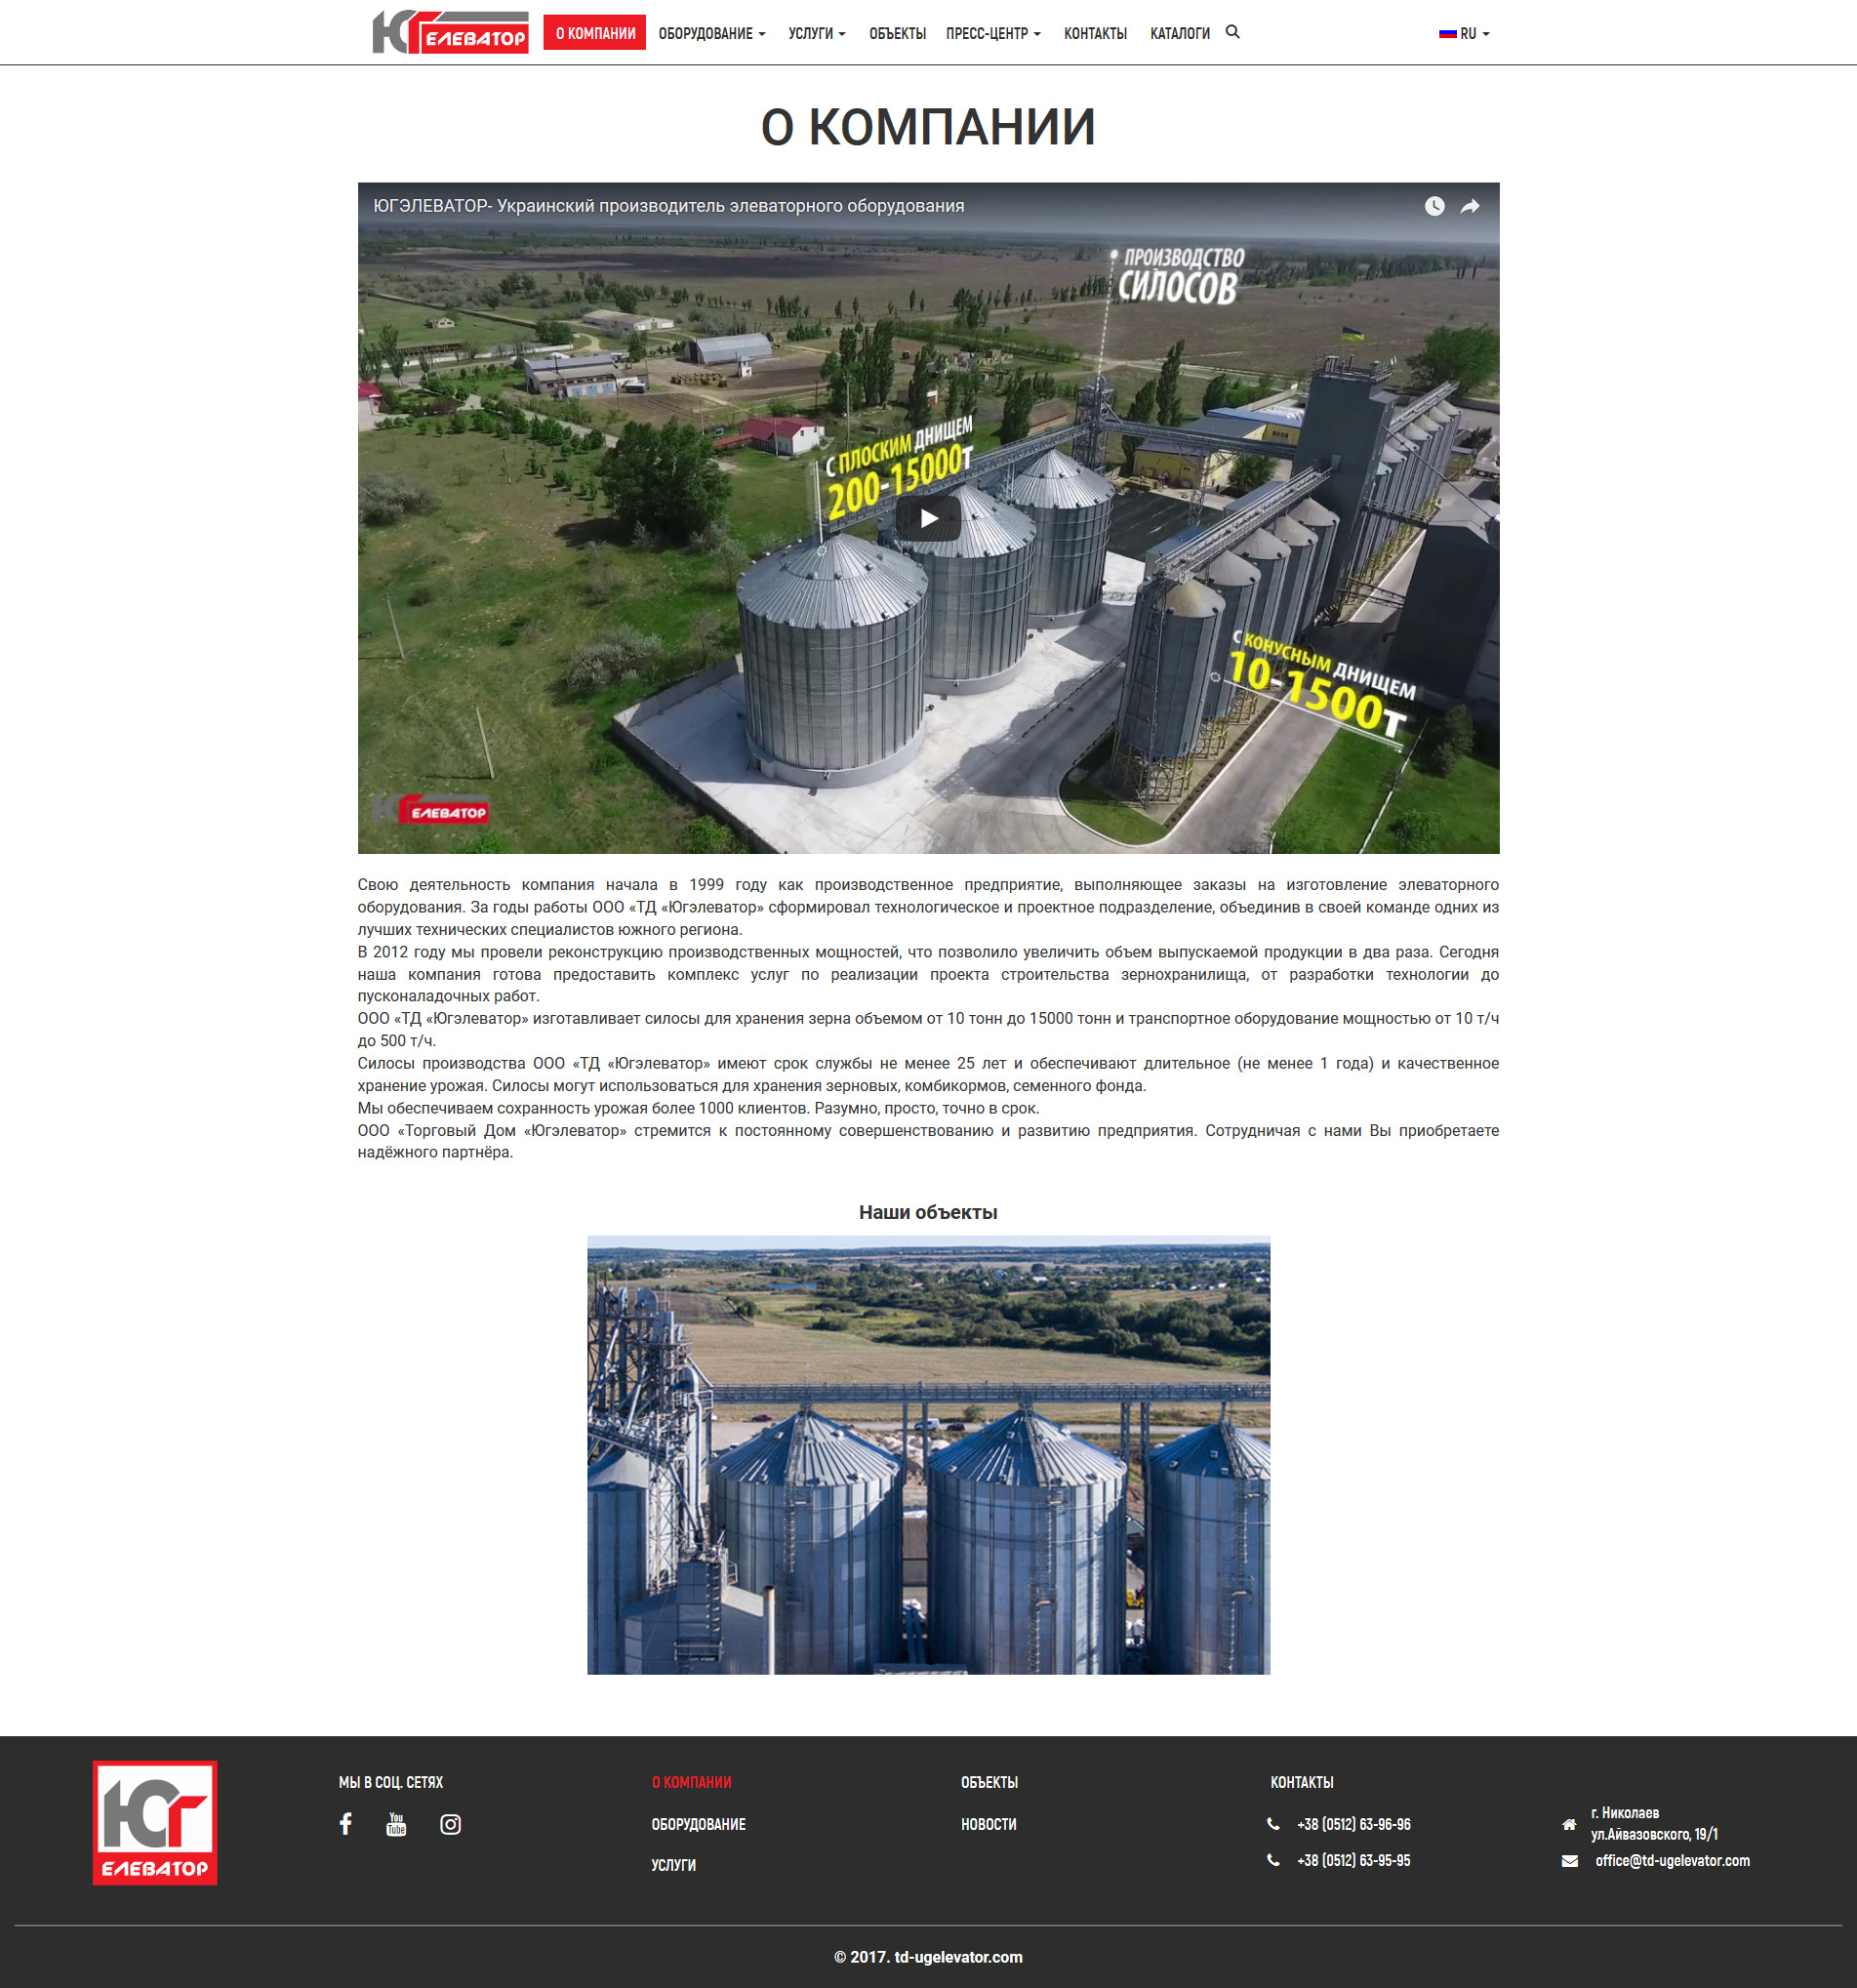 ЮГ ЕЛЕВАТОР
О КОМПАНИИ
ОБОРУДОВАНИЕ
УСЛУГИ
ОБЪЕКТЫ
ПРЕСС-ЦЕНТР
КОНТАКТЫ
КАТАЛОГИ
RU
О КОМПАНИИ
ЮГЭЛЕВАТОР- Украинский производитель элеваторного оборудования
ПРОИЗВОДСТВО
СИЛОСОВ
С ПЛОСКИМ ДНИЩЕМ
200-15000т
С КОНУСНЫМ ДНИЩЕМ
10-1500т
ЮГ ЕЛЕВАТОР
Свою деятельность компания начала в 1999 году как производственное предприятие, выполняющее заказы на изготовление элеваторного
оборудования. За годы работы ООО «ТД «Югэлеватор» сформировал технологическое и проектное подразделение, объединив в своей команде одних из
лучших технических специалистов южного региона.
В 2012 году мы провели реконструкцию производственных мощностей, что позволило увеличить объем выпускаемой продукции в два раза. Сегодня
наша компания готова предоставить комплекс услуг по реализации проекта строительства зернохранилища, от разработки технологии до
пусконаладочных работ.
ООО «ТД «Югэлеватор» изготавливает силосы для хранения зерна объемом от 10 тонн до 15000 тонн и транспортное оборудование мощностью от 10 т/ч
до 500 т/ч.
Силосы производства ООО «ТД «Югэлеватор» имеют срок службы не менее 25 лет и обеспечивают длительное (не менее 1 года) и качественное
хранение урожая. Силосы могут использоваться для хранения зерновых, комбикормов, семенного фонда.
Мы обеспечиваем сохранность урожая более 1000 клиентов. Разумно, просто, точно в срок.
ООО «Торговый Дом «Югэлеватор» стремится к постоянному совершенствованию и развитию предприятия. Сотрудничая с нами Вы приобретаете
надёжного партнёра.
Наши объекты
ЮГ
ЕЛЕВАТОР
МЫ В СОЦ. СЕТЯХ
You
Tube
О КОМПАНИИ
ОБОРУДОВАНИЕ
УСЛУГИ
ОБЪЕКТЫ
НОВОСТИ
КОНТАКТЫ
+38 (0512) 63-96-96
+38 (0512) 63-95-95
г. Николаев
ул.Айвазовского, 19/1
office@td-ugelevator.com
© 2017. td-ugelevator.com